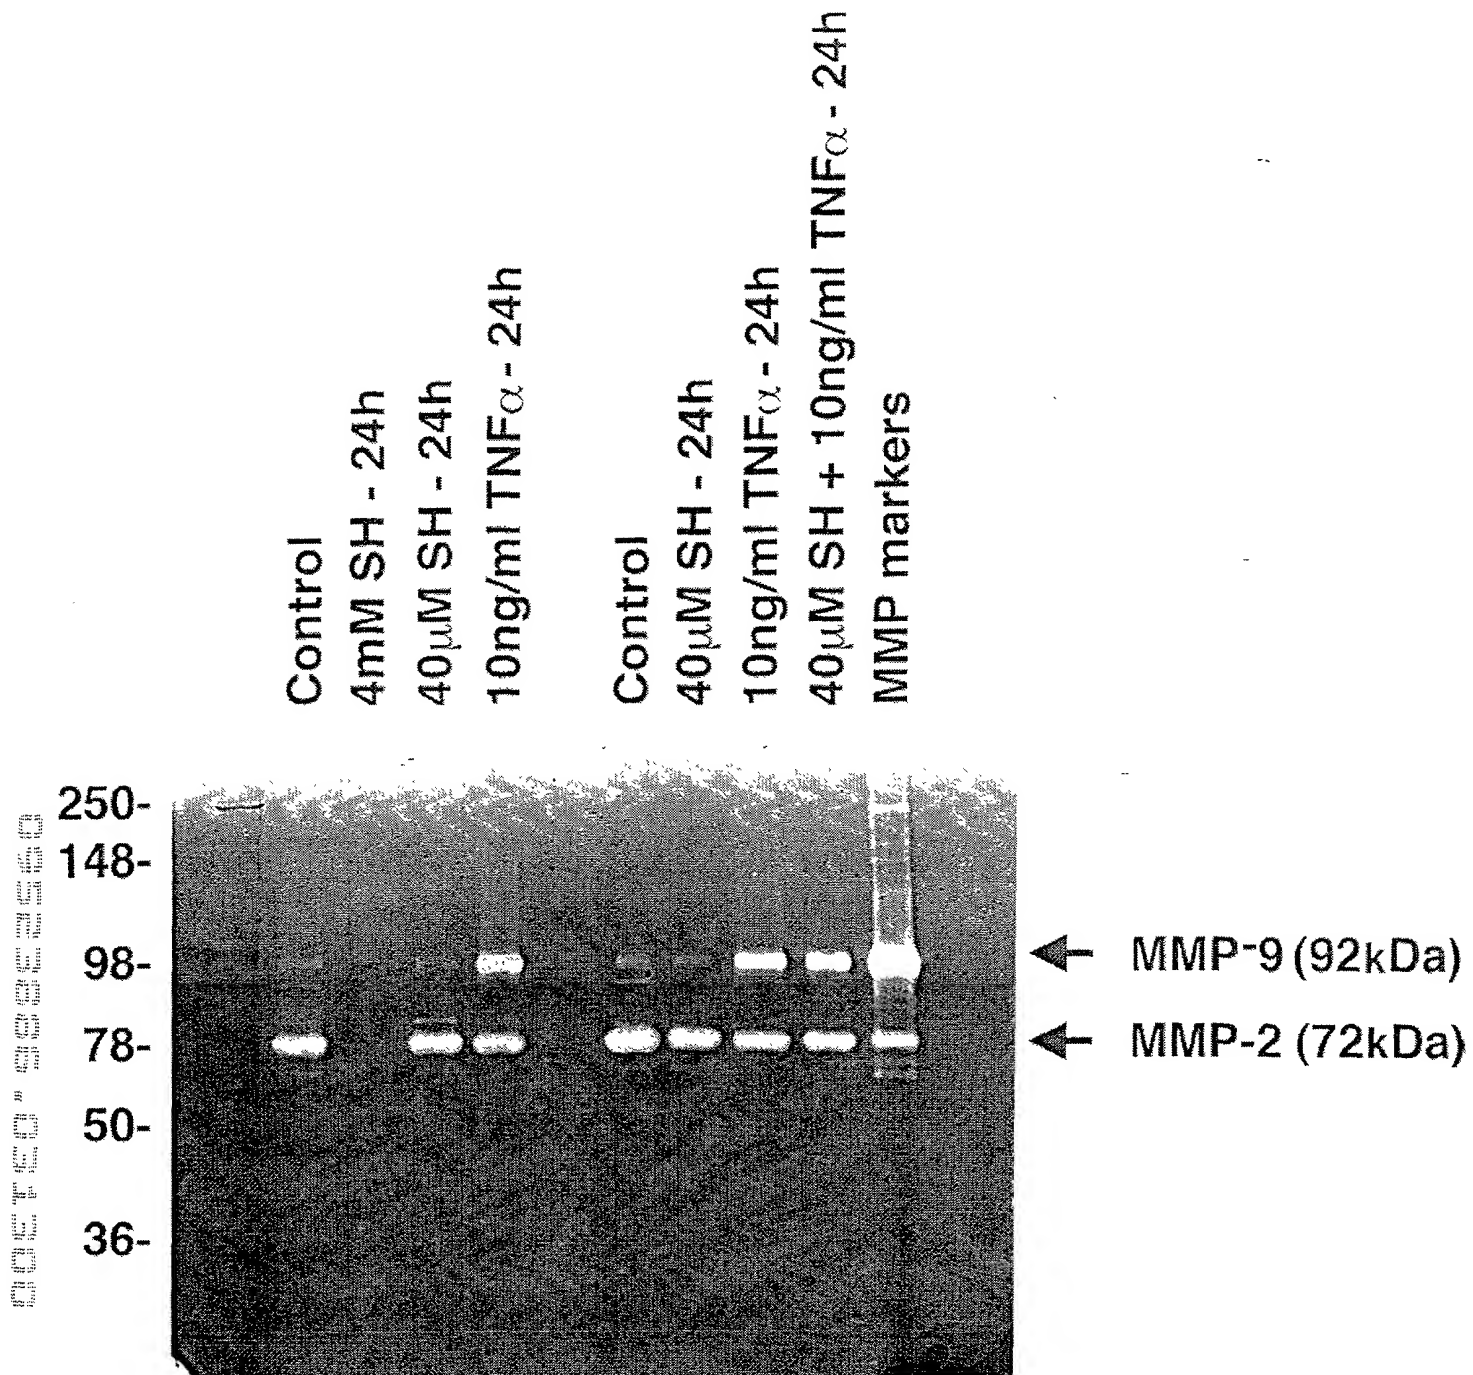 Control
4mM SH - 24h
40µM SH - 24h
10ng/ml TNFα - 24h
Control
40µM SH - 24h
10ng/ml TNFα - 24h
40µM SH + 10ng/ml TNFα - 24h
MMP markers
250-
148-
98-
78-
50-
36-
MMP-9 (92kDa)
MMP-2 (72kDa)
09523885.031300